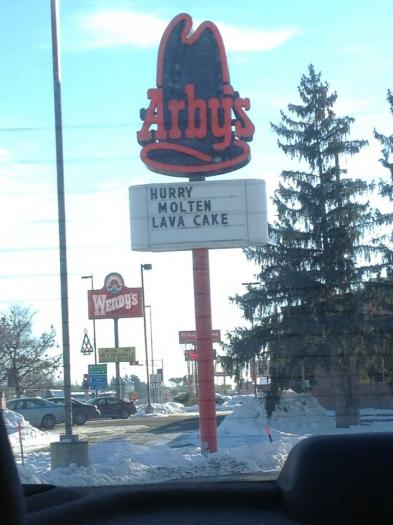 Arby's
HURRY
MOLTEN
LAVA CAKE
WENDY'S